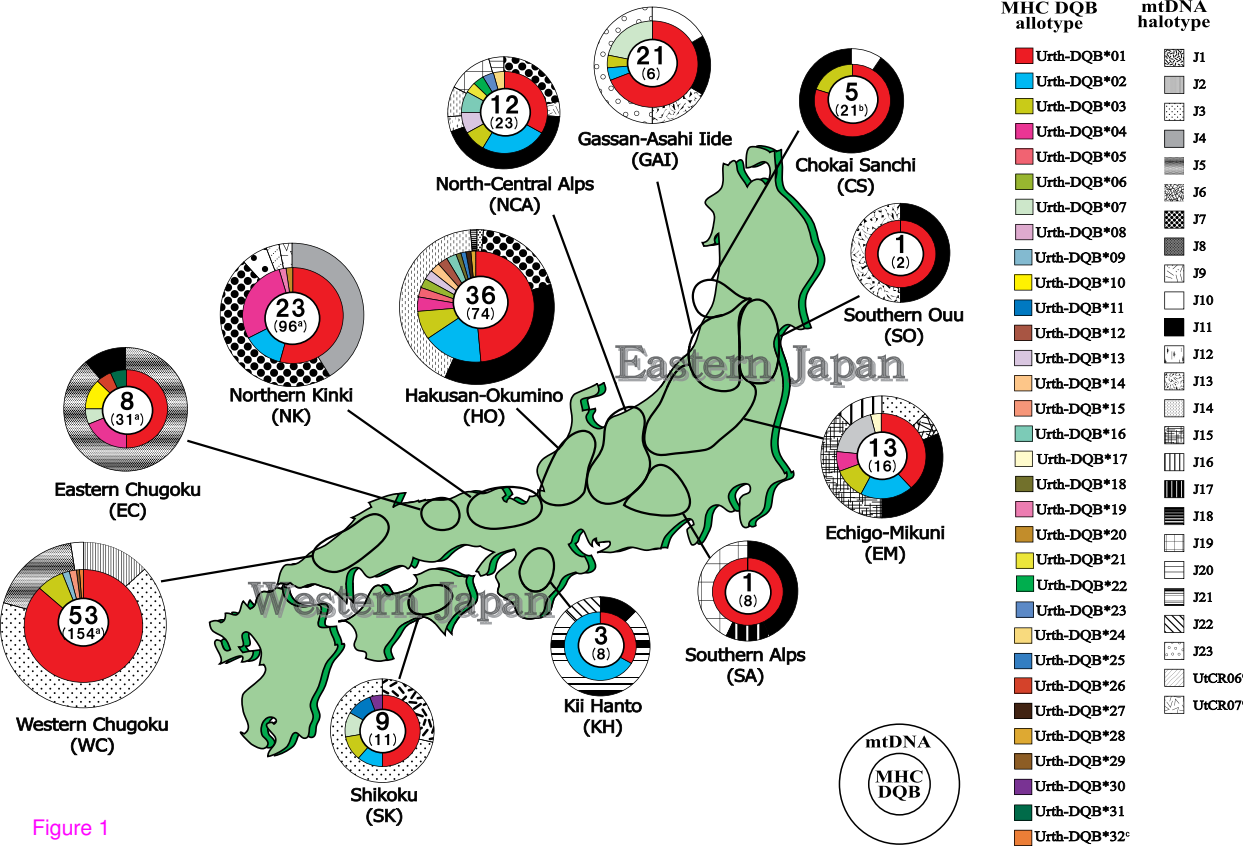 MHC DQB
allotype
mtDNA
halotype
Urth-DQB*01
Urth-DQB*02
Urth-DQB*03
Urth-DQB*04
Urth-DQB*05
Urth-DQB*06
Urth-DQB*07
Urth-DQB*08
Urth-DQB*09
Urth-DQB*10
Urth-DQB*11
Urth-DQB*12
Urth-DQB*13
Urth-DQB*14
Urth-DQB*15
Urth-DQB*16
Urth-DQB*17
Urth-DQB*18
Urth-DQB*19
Urth-DQB*20
Urth-DQB*21
Urth-DQB*22
Urth-DQB*23
Urth-DQB*24
Urth-DQB*25
Urth-DQB*26
Urth-DQB*27
Urth-DQB*28
Urth-DQB*29
Urth-DQB*30
Urth-DQB*31
Urth-DQB*32ᶜ
J1
J2
J3
J4
J5
J6
J7
J8
J9
J10
J11
J12
J13
J14
J15
J16
J17
J18
J19
J20
J21
J22
J23
UtCR06
UtCR07
21
(6)
Gassan-Asahi Iide
(GAI)
12
(23)
North-Central Alps
(NCA)
5
(21ᵇ)
Chokai Sanchi
(CS)
1
(2)
Southern Ouu
(SO)
36
(74)
Hakusan-Okumino
(HO)
23
(96ᵃ)
Northern Kinki
(NK)
Eastern Japan
8
(31ᵃ)
Eastern Chugoku
(EC)
13
(16)
Echigo-Mikuni
(EM)
53
(154ᵃ)
Western Chugoku
(WC)
Western Japan
1
(8)
Southern Alps
(SA)
3
(8)
Kii Hanto
(KH)
9
(11)
Shikoku
(SK)
mtDNA
MHC
DQB
Figure 1